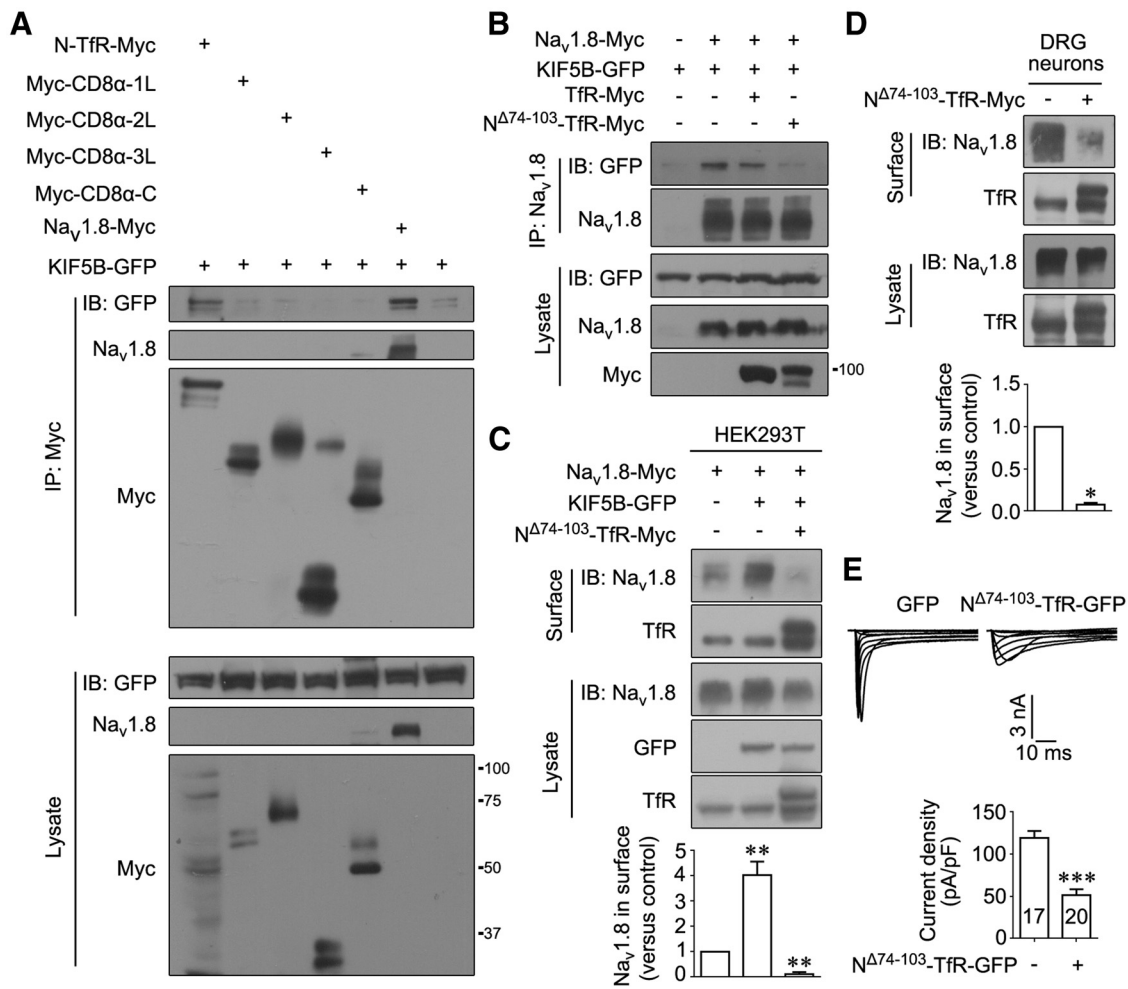 A
N-TfR-Myc +
Myc-CD8α-1L +
Myc-CD8α-2L +
Myc-CD8α-3L +
Myc-CD8α-C +
Naᵥ1.8-Myc +
KIF5B-GFP + + + + + + +
IP: Myc
IB: GFP
Naᵥ1.8
Myc
Lysate
IB: GFP
Naᵥ1.8
Myc
-100
-75
-50
-37
B
Naᵥ1.8-Myc - + + +
KIF5B-GFP + + + +
TfR-Myc - - + -
N^Δ74-103-TfR-Myc - - - +
IP: Naᵥ1.8
IB: GFP
Naᵥ1.8
Lysate
IB: GFP
Naᵥ1.8
Myc
-100
C
HEK293T
Naᵥ1.8-Myc + + +
KIF5B-GFP - + +
N^Δ74-103-TfR-Myc - - +
Surface
IB: Naᵥ1.8
TfR
Lysate
IB: Naᵥ1.8
GFP
TfR
Naᵥ1.8 in surface
(versus control)
5
4
3
2
1
0
**
**
D
DRG
neurons
N^Δ74-103-TfR-Myc - +
Surface
IB: Naᵥ1.8
TfR
Lysate
IB: Naᵥ1.8
TfR
Naᵥ1.8 in surface
(versus control)
1.5
1.0
0.5
0.0
*
E
GFP N^Δ74-103-TfR-GFP
3 nA
10 ms
Current density
(pA/pF)
150
100
50
0
***
17 20
N^Δ74-103-TfR-GFP - +